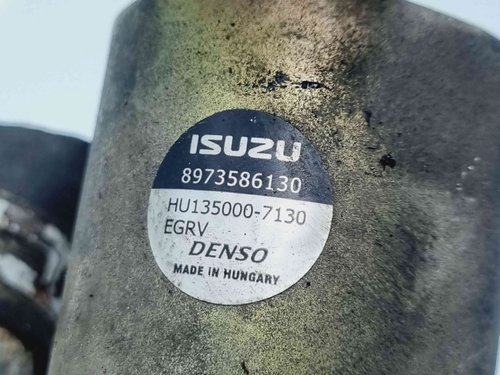 ISUZU
8973586130
HU135000-7130
EGRV
DENSO
MADE IN HUNGARY